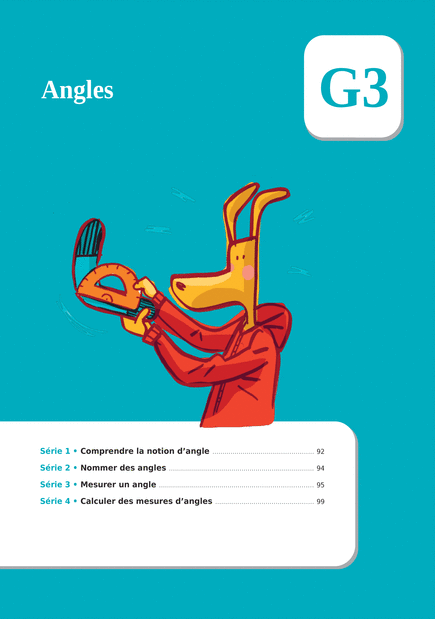 Angles
G3
Série 1 • Comprendre la notion d’angle ........................................ 92
Série 2 • Nommer des angles ........................................................ 94
Série 3 • Mesurer un angle ............................................................ 95
Série 4 • Calculer des mesures d’angles ....................................... 99